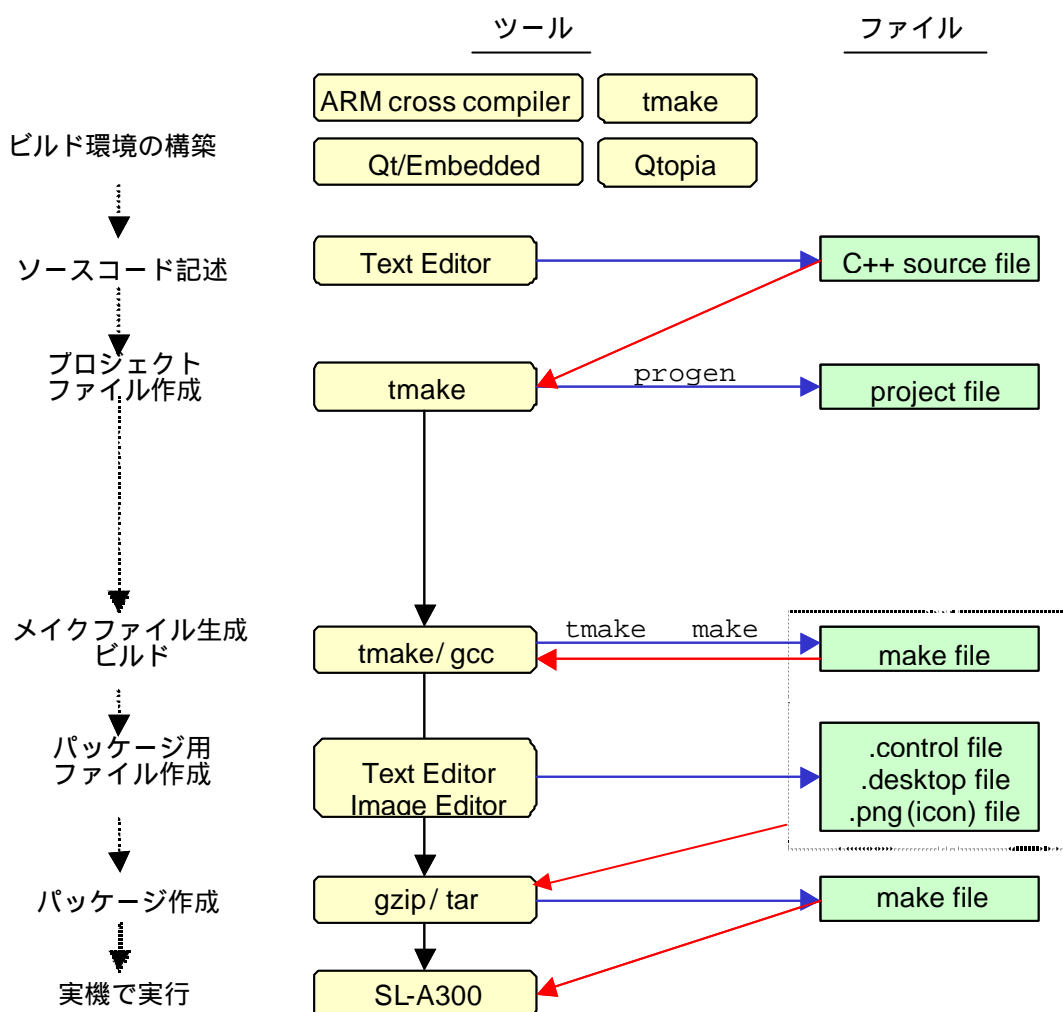 ツール
ファイル
ARM cross compiler
tmake
ビルド環境の構築
Qt/Embedded
Qtopia
ソースコード記述
Text Editor
C++ source file
プロジェクト
ファイル作成
tmake
progen
project file
メイクファイル生成
ビルド
tmake/ gcc
tmake make
make file
パッケージ用
ファイル作成
Text Editor
Image Editor
.control file
.desktop file
.png(icon) file
パッケージ作成
gzip/ tar
make file
実機で実行
SL-A300